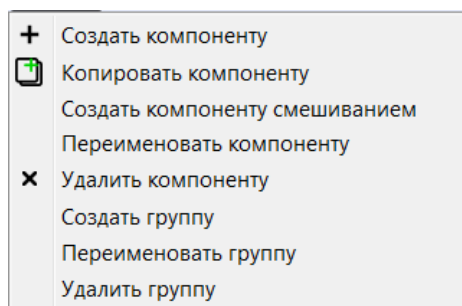 Создать компоненту
Копировать компоненту
Создать компоненту смешиванием
Переименовать компоненту
Удалить компоненту
Создать группу
Переименовать группу
Удалить группу